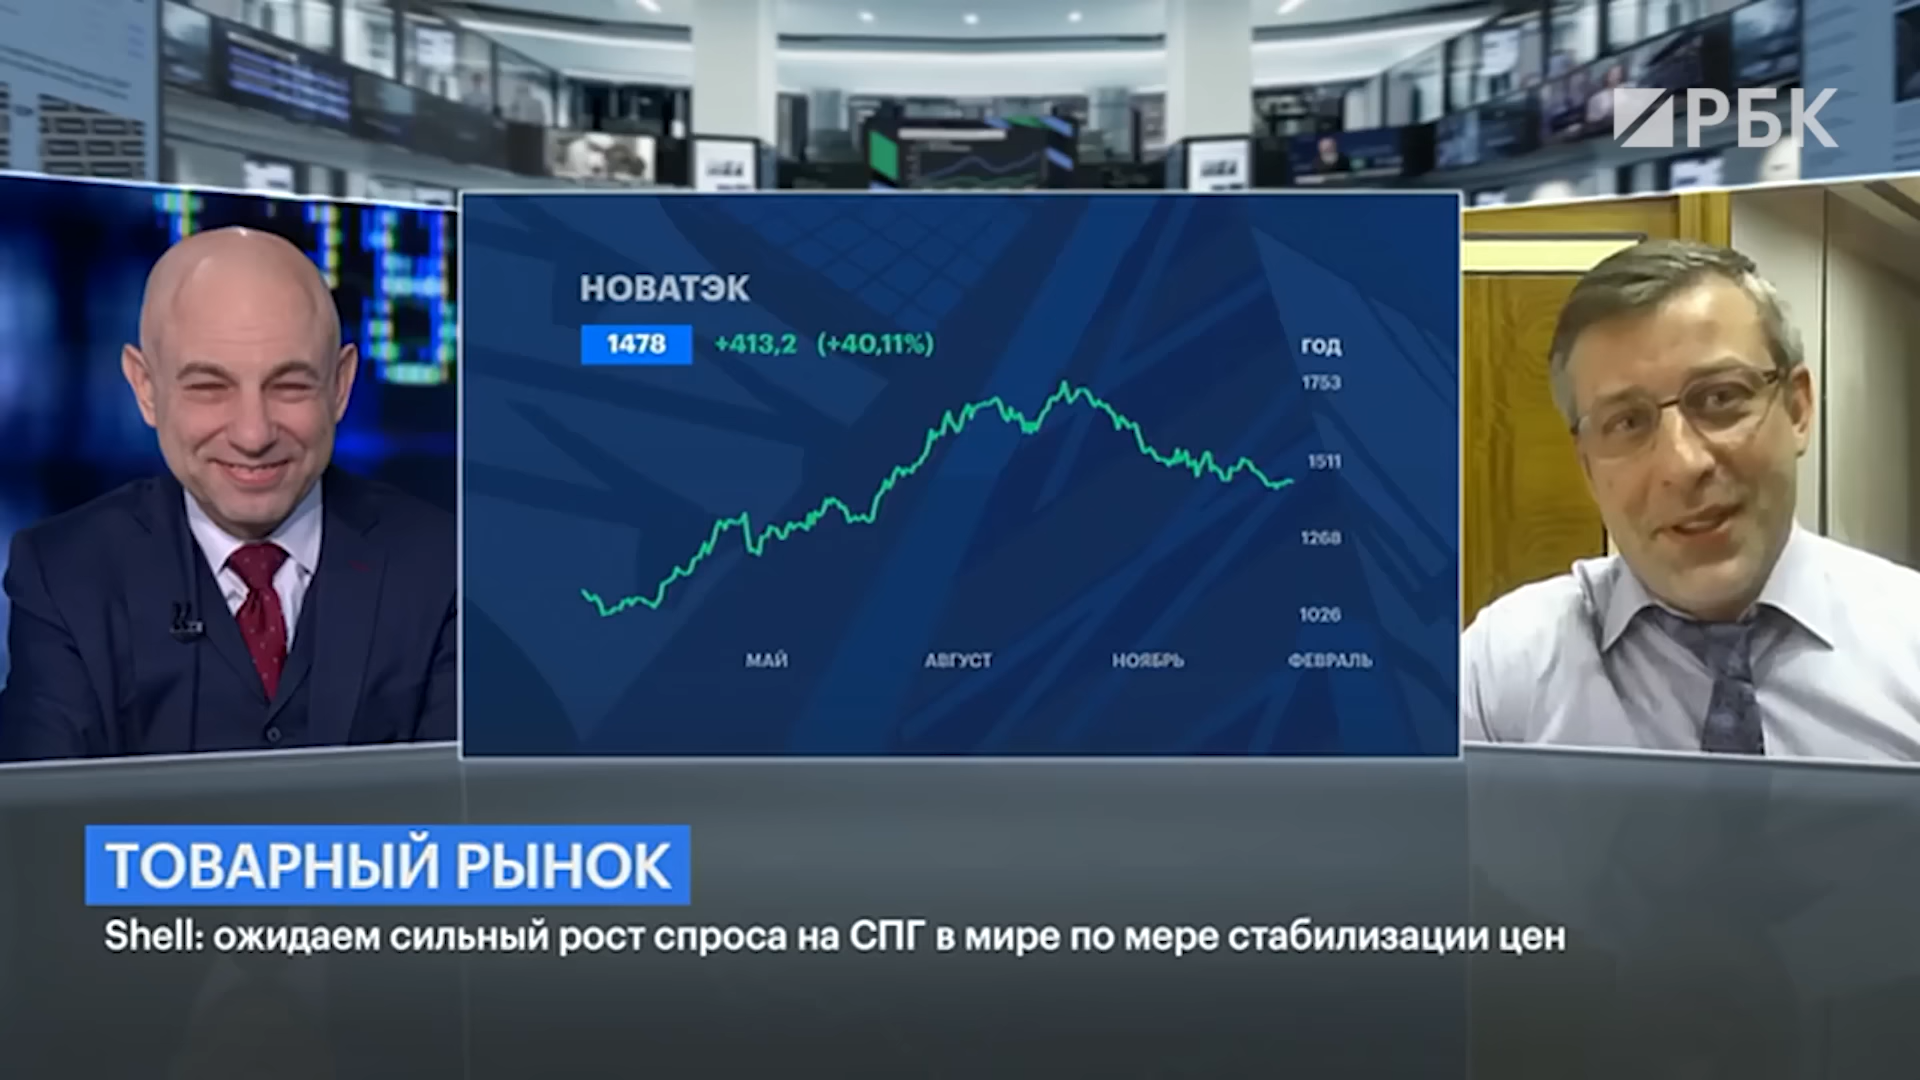 РБК
НОВАТЭК
1478 +413,2 (+40,11%)
ГОД
1753
1511
1268
1026
МАЙ АВГУСТ НОЯБРЬ ФЕВРАЛЬ
ТОВАРНЫЙ РЫНОК
Shell: ожидаем сильный рост спроса на СПГ в мире по мере стабилизации цен